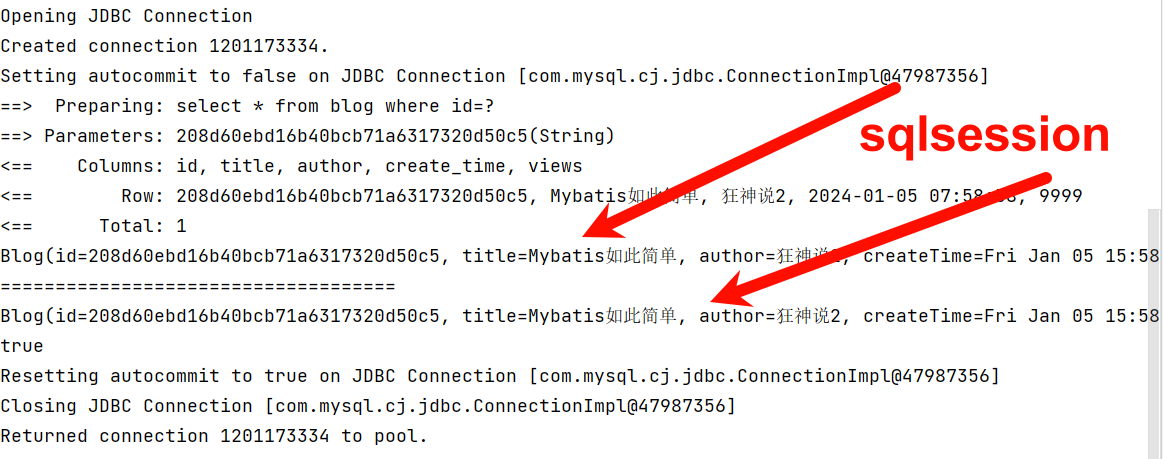 Opening JDBC Connection
Created connection 1201173334.
Setting autocommit to false on JDBC Connection [com.mysql.cj.jdbc.ConnectionImpl@47987356]
==>  Preparing: select * from blog where id=?
==> Parameters: 208d60ebd16b40bcb71a6317320d50c5(String)
sqlsession
<==    Columns: id, title, author, create_time, views
<==        Row: 208d60ebd16b40bcb71a6317320d50c5, Mybatis如此简单, 狂神说2, 2024-01-05 07:58:, 9999
<==      Total: 1
Blog(id=208d60ebd16b40bcb71a6317320d50c5, title=Mybatis如此简单, author=狂神说2, createTime=Fri Jan 05 15:58
====================================
Blog(id=208d60ebd16b40bcb71a6317320d50c5, title=Mybatis如此简单, author=狂神说2, createTime=Fri Jan 05 15:58
true
Resetting autocommit to true on JDBC Connection [com.mysql.cj.jdbc.ConnectionImpl@47987356]
Closing JDBC Connection [com.mysql.cj.jdbc.ConnectionImpl@47987356]
Returned connection 1201173334 to pool.